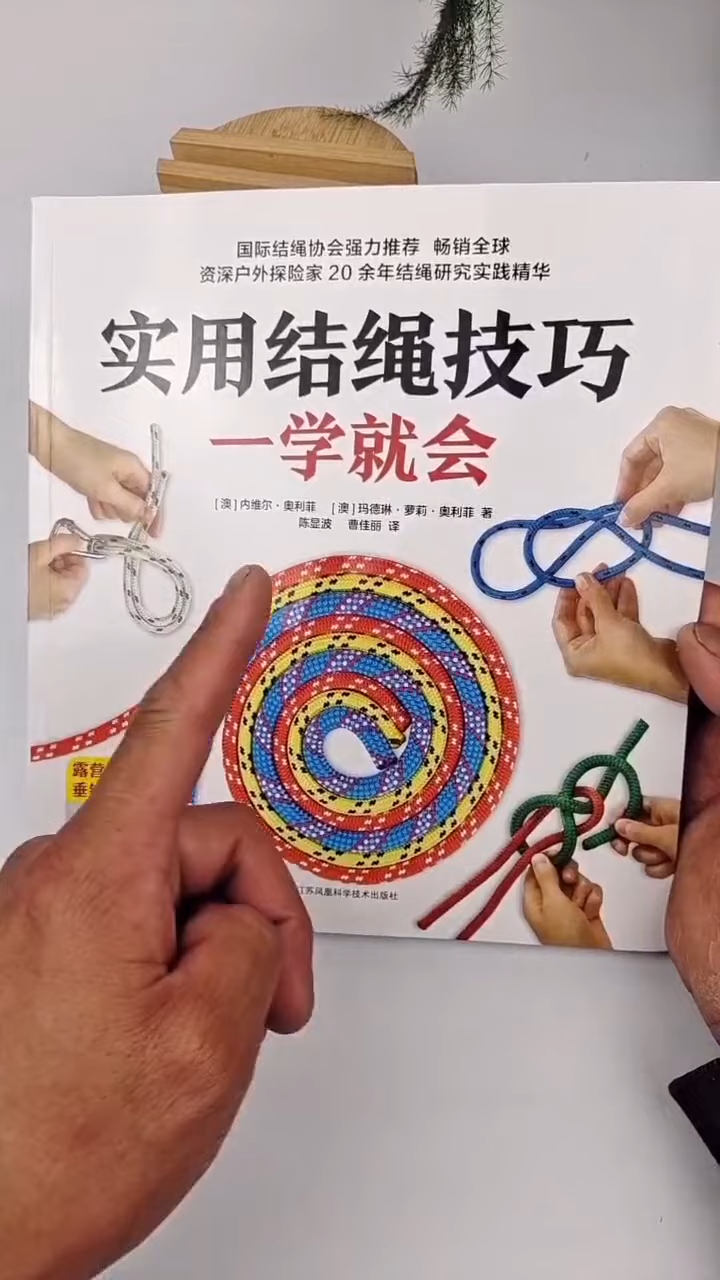 国际结绳协会强力推荐 畅销全球
资深户外探险家 20 余年结绳研究实践精华
实用结绳技巧
一学就会
[澳]内维尔·奥利菲 [澳]玛德琳·萝莉·奥利菲 著
陈显波 曹佳丽 译
露营
江苏凤凰科学技术出版社